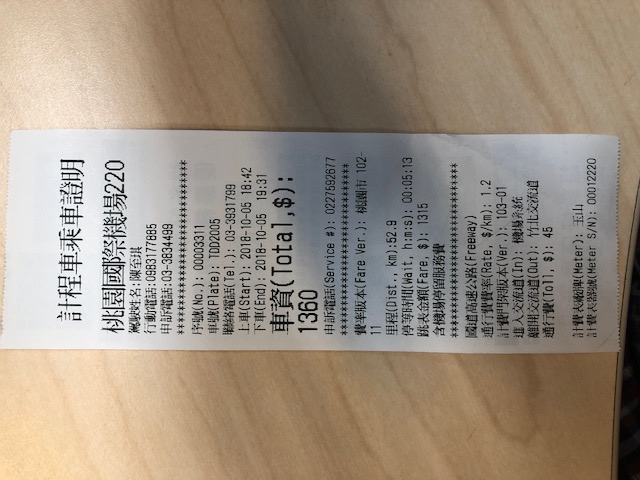 計程車乘車證明
桃園國際機場220
駕駛姓名:陳至琪
行動電話:0983177885
申訴電話:03-3834499
******************************
序號(No.): 00003311
車號(Plate): TDD2005
聯絡電話(Tel.): 03-3931799
上車(Start): 2018-10-05 18:42
下車(End): 2018-10-05 19:31
車資(Total,$):
1360
申訴電話(Service #): 0227592677
******************************
費率版本(Fare Ver.): 桃園市 102-
11
里程(Dist., km):52.9
停等時間(Wait, h:m:s): 00:05:13
跳表金額(Fare, $): 1315
含機場停留服務費
******************************
國道高速公路(Freeway)
通行費費率(Rate, $/km): 1.2
計費門架版本(Ver.): 103-01
進入交流道(In): 機場系統
離開交流道(Out): 竹北交流道
通行費(Toll, $): 45
計費表廠牌(Meter): 玉山
計費表器號(Meter S/N): 00012220